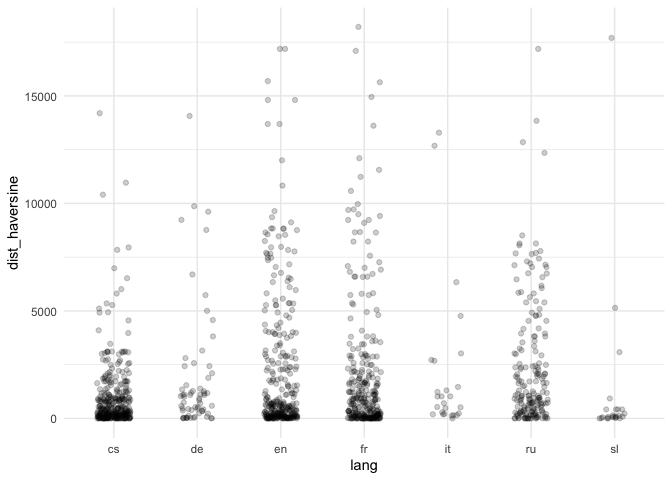 15000
10000
5000
0
dist_haversine
cs de en fr it ru sl
lang